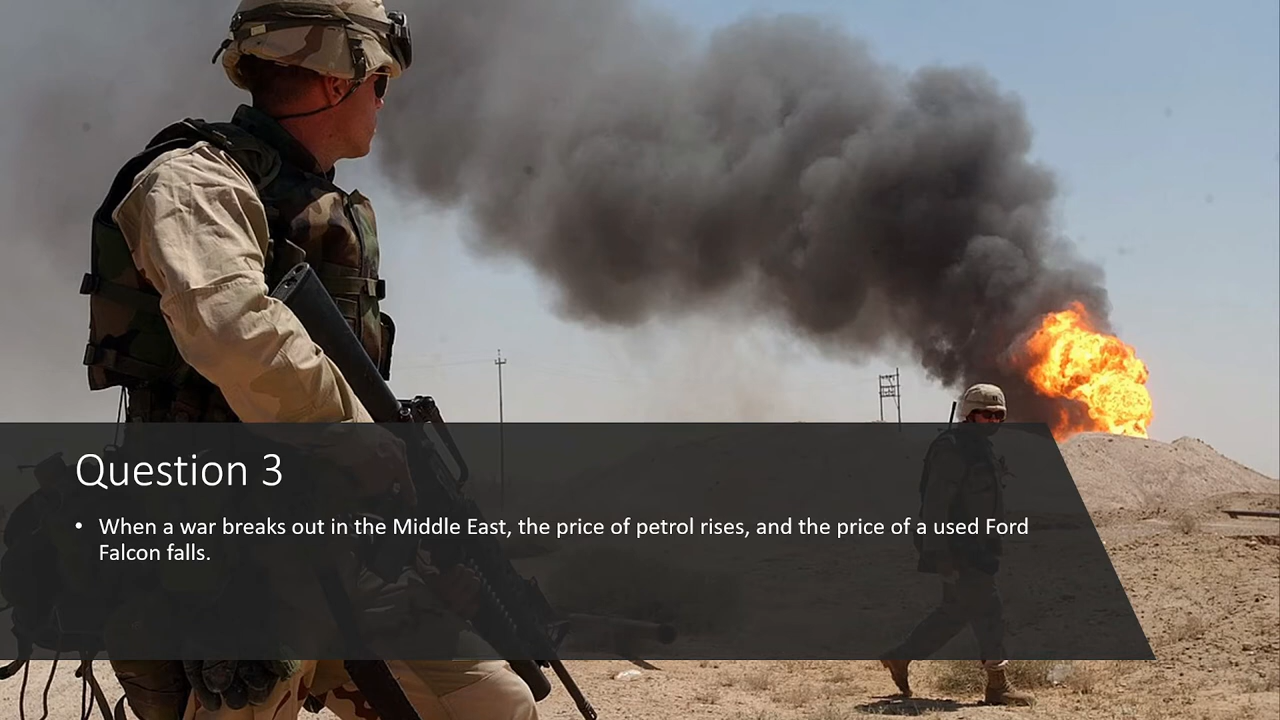 Question 3
• When a war breaks out in the Middle East, the price of petrol rises, and the price of a used Ford
Falcon falls.